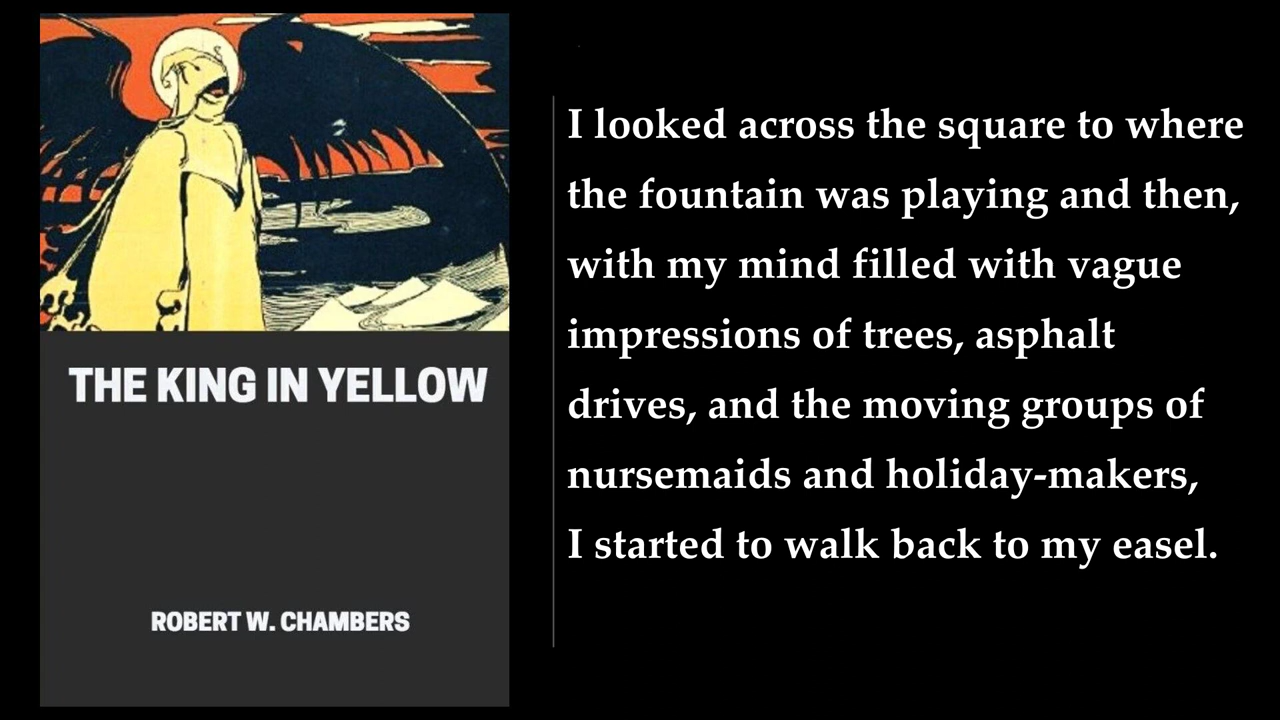 THE KING IN YELLOW
ROBERT W. CHAMBERS
I looked across the square to where
the fountain was playing and then,
with my mind filled with vague
impressions of trees, asphalt
drives, and the moving groups of
nursemaids and holiday-makers,
I started to walk back to my easel.